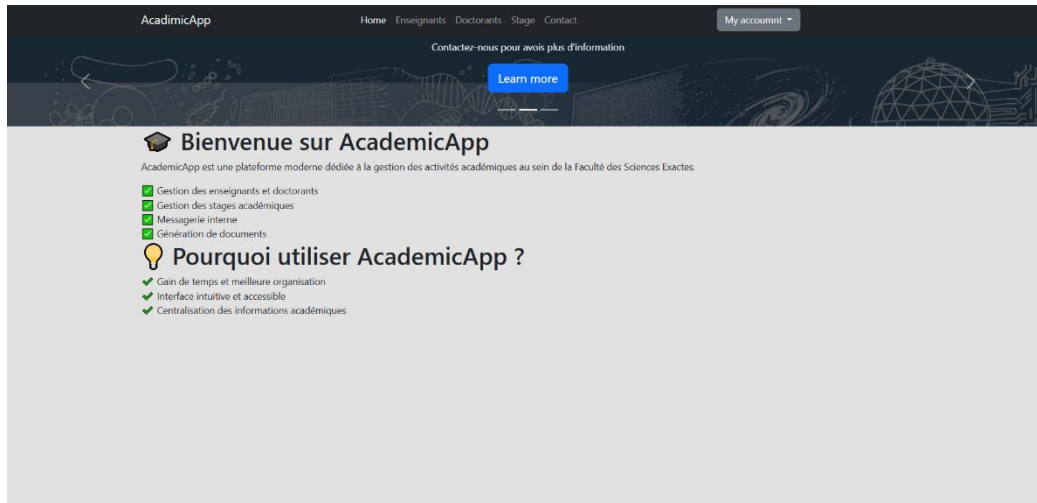 AcadimicApp Home Enseignants Doctorants Stage Contact My accoumnt
Contactez-nous pour avois plus d'information
Learn more
Bienvenue sur AcademicApp
AcademicApp est une plateforme moderne dédiée à la gestion des activités académiques au sein de la Faculté des Sciences Exactes.
Gestion des enseignants et doctorants
Gestion des stages académiques
Messagerie interne
Génération de documents
Pourquoi utiliser AcademicApp ?
Gain de temps et meilleure organisation
Interface intuitive et accessible
Centralisation des informations académiques